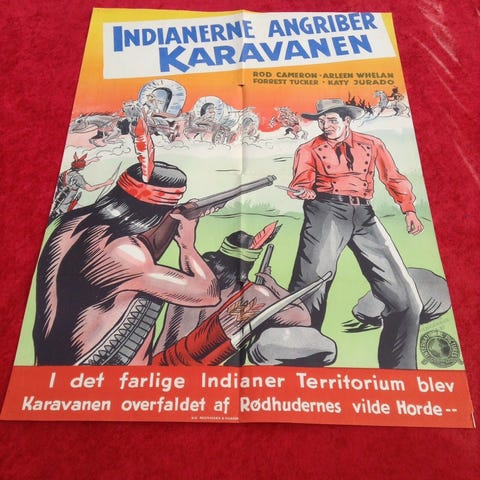 INDIANERNE ANGRIBER
KARAVANEN
ROD CAMERON · ARLEEN WHELAN
FORREST TUCKER · KATY JURADO
I det farlige Indianer Territorium blev
Karavanen overfaldet af Rødhudernes vilde Horde --